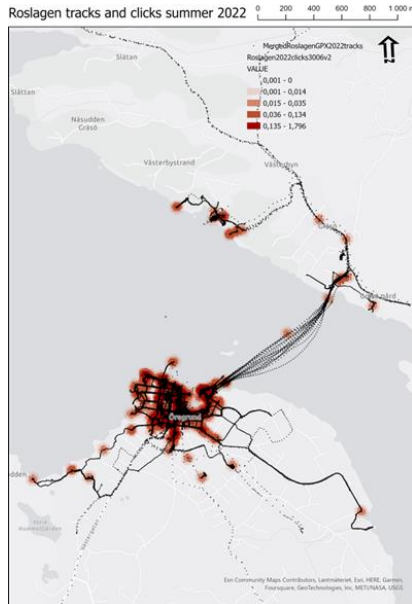 Roslagen tracks and clicks summer 2022
0 200 400 600 800 1 000 m
MergedRoslagenGPX2022tracks
Roslagen2022clicks3006v2
VALUE
0,001 - 0
0,001 - 0,014
0,015 - 0,035
0,036 - 0,134
0,135 - 1,796
Slätan
Slåttan
Näsudden
Gräsö
Västerbystrand
Västerbyn
Öregrund
Esri Community Maps Contributors, Lantmäteriet, Esri, HERE, Garmin,
Foursquare, GeoTechnologies, Inc, METI/NASA, USGS